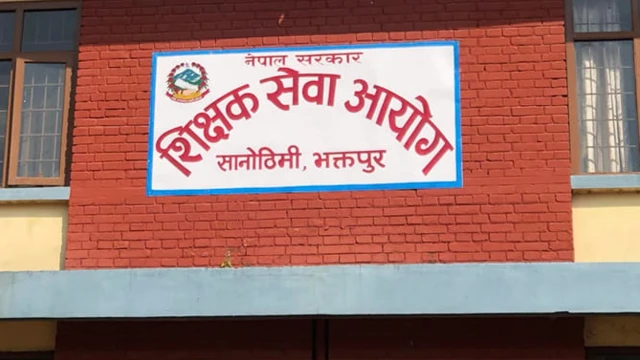 नेपाल सरकार
शिक्षक सेवा आयोग
सानोठिमी, भक्तपुर